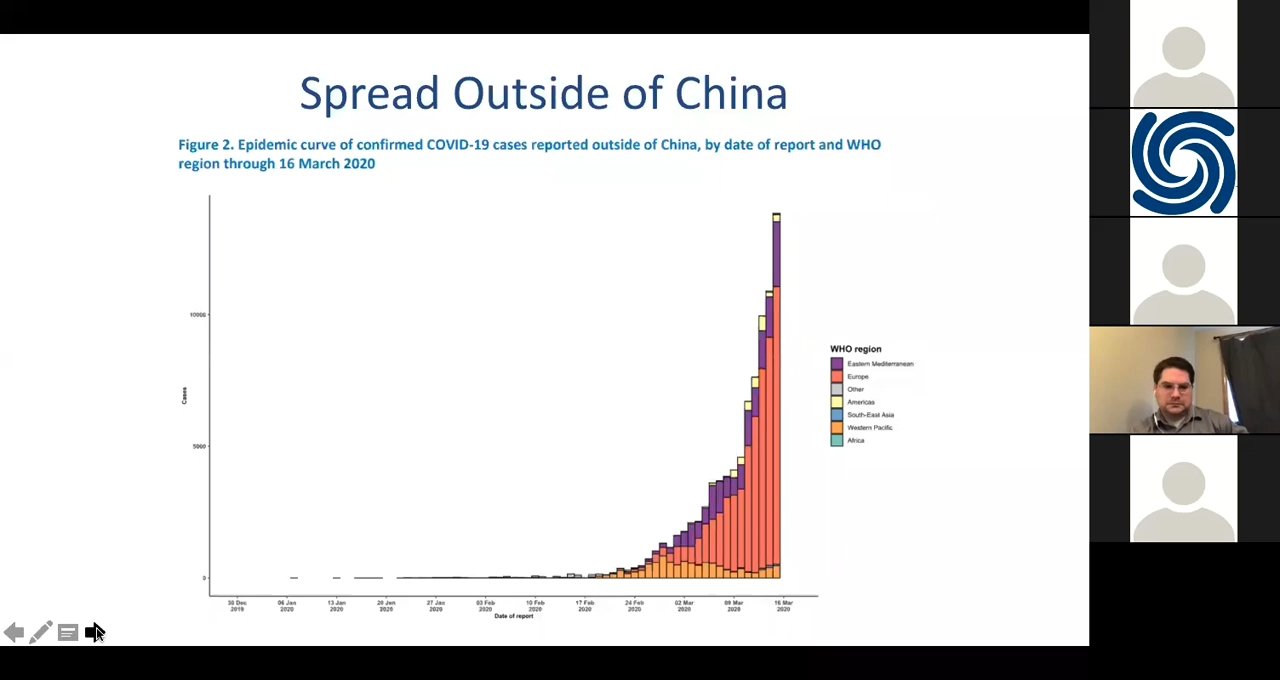 Spread Outside of China
Figure 2. Epidemic curve of confirmed COVID-19 cases reported outside of China, by date of report and WHO
region through 16 March 2020
10000
5000
0
Cases
30 Dec 2019
06 Jan 2020
13 Jan 2020
20 Jan 2020
27 Jan 2020
03 Feb 2020
10 Feb 2020
17 Feb 2020
24 Feb 2020
02 Mar 2020
09 Mar 2020
16 Mar 2020
Date of report
WHO region
Eastern Mediterranean
Europe
Other
Americas
South-East Asia
Western Pacific
Africa